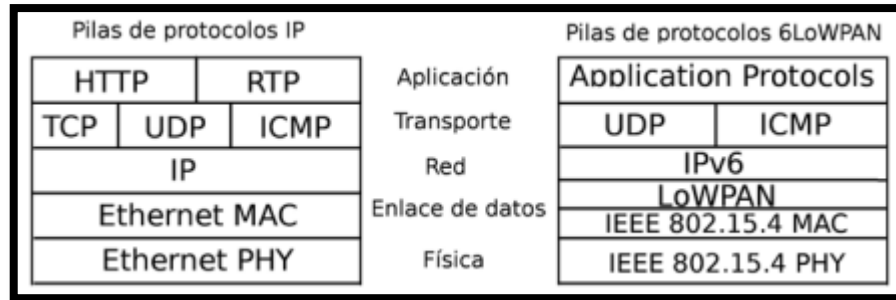 Pilas de protocolos IP Pilas de protocolos 6LoWPAN
HTTP RTP Aplicación Application Protocols
TCP UDP ICMP Transporte UDP ICMP
IP Red IPv6
Ethernet MAC Enlace de datos LoWPAN
IEEE 802.15.4 MAC
Ethernet PHY Física IEEE 802.15.4 PHY